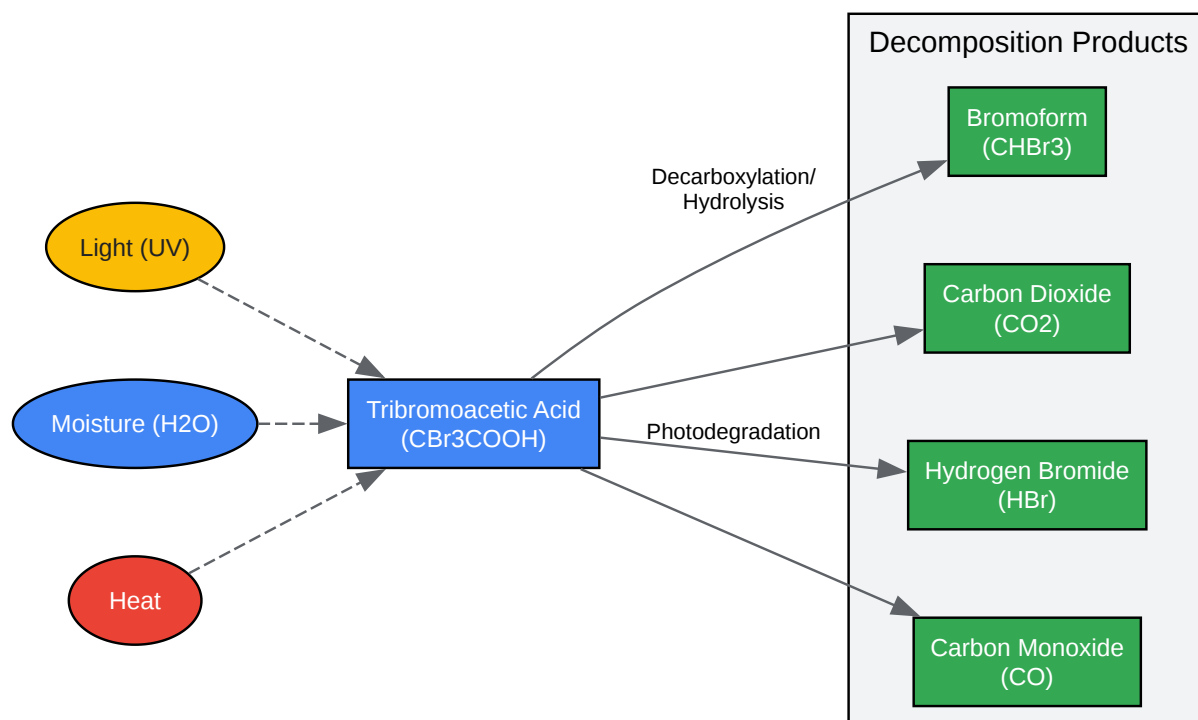 Decomposition Products
Bromoform
(CHBr3)
Decarboxylation/
Hydrolysis
Light (UV)
Carbon Dioxide
(CO2)
Moisture (H2O)
Tribromoacetic Acid
(CBr3COOH)
Photodegradation
Hydrogen Bromide
(HBr)
Heat
Carbon Monoxide
(CO)